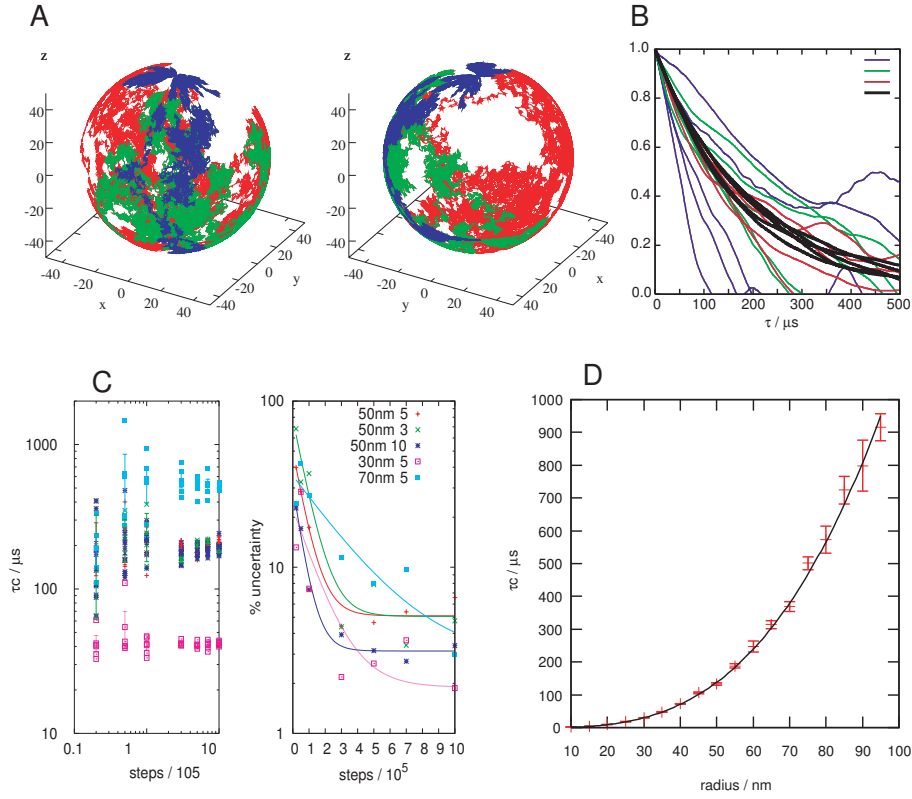 A
z
40
20
0
-20
-40
-40
-20
0
20
40
x
-40
-20
0
20
40
y
z
40
20
0
-20
-40
-40
-20
0
20
40
y
-40
-20
0
20
40
x
B
1.0
0.8
0.6
0.4
0.2
0.0
0 100 200 300 400 500
τ / μs
C
1000
100
10
τc / μs
0.1 1 10
steps / 105
100
10
1
% uncertainty
50nm 5
50nm 3
50nm 10
30nm 5
70nm 5
0 1 2 3 4 5 6 7 8 9 10
steps / 10⁵
D
1000
900
800
700
600
500
400
300
200
100
0
τc / μs
10 20 30 40 50 60 70 80 90 100
radius / nm